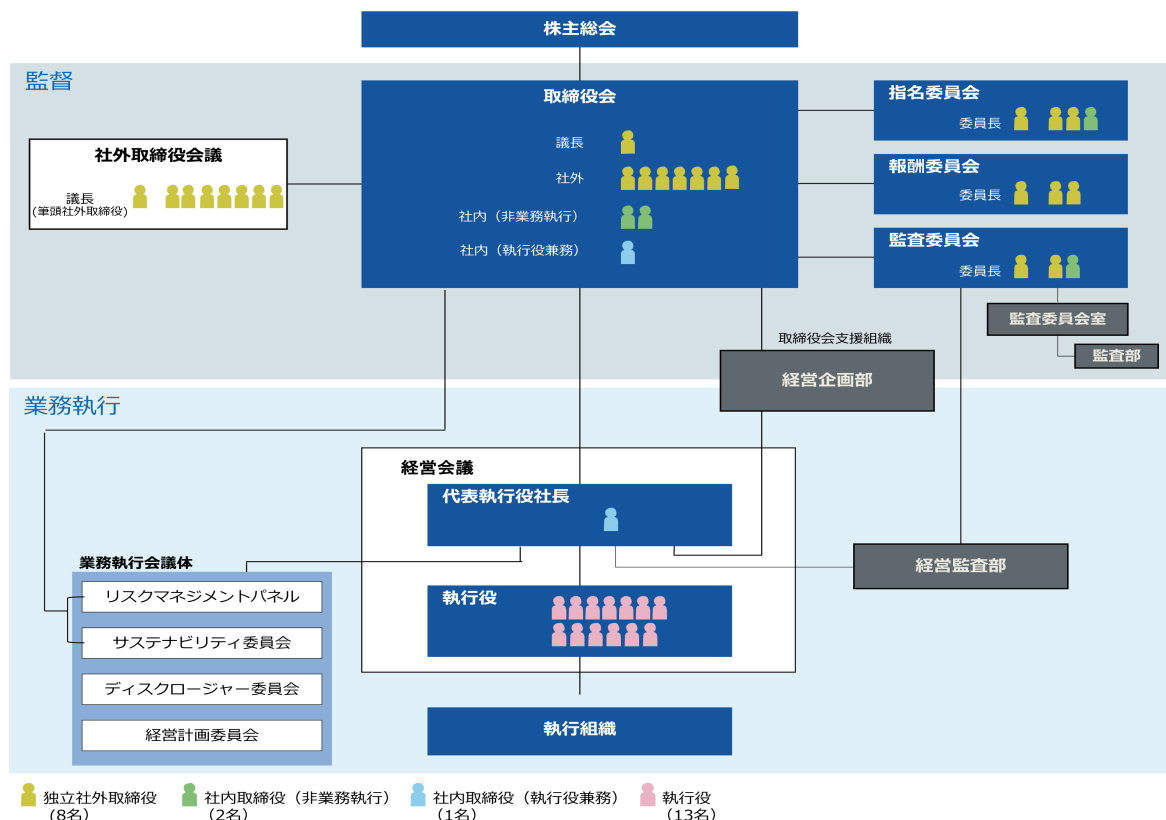 株主総会
監督
取締役会
議長
社外
社内（非業務執行）
社内（執行役兼務）
指名委員会
委員長
報酬委員会
委員長
監査委員会
委員長
社外取締役会議
議長
(筆頭社外取締役)
監査委員会室
監査部
取締役会支援組織
経営企画部
業務執行
経営会議
代表執行役社長
経営監査部
業務執行会議体
リスクマネジメントパネル
サステナビリティ委員会
ディスクロージャー委員会
経営計画委員会
執行役
執行組織
独立社外取締役
(8名)
社内取締役（非業務執行）
(2名)
社内取締役（執行役兼務）
(1名)
執行役
(13名)